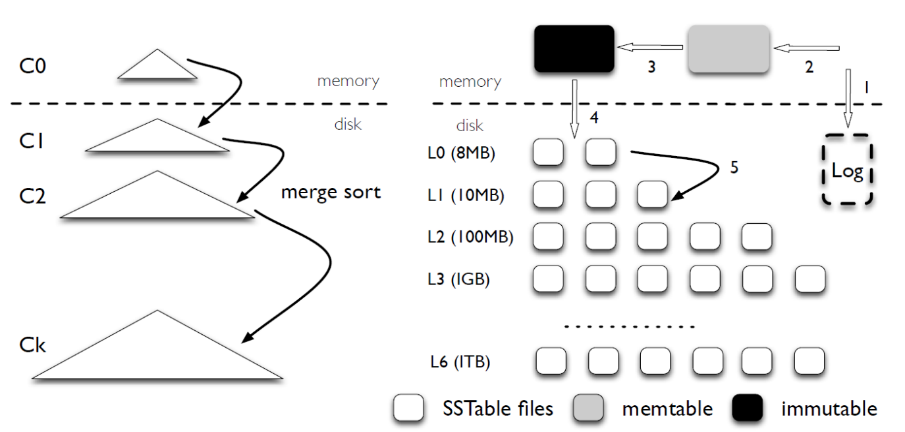 C0
memory
disk
C1
C2
merge sort
Ck
memory
disk
3
2
1
4
L0 (8MB)
5
L1 (10MB)
Log
L2 (100MB)
L3 (1GB)
L6 (1TB)
SSTable files
memtable
immutable